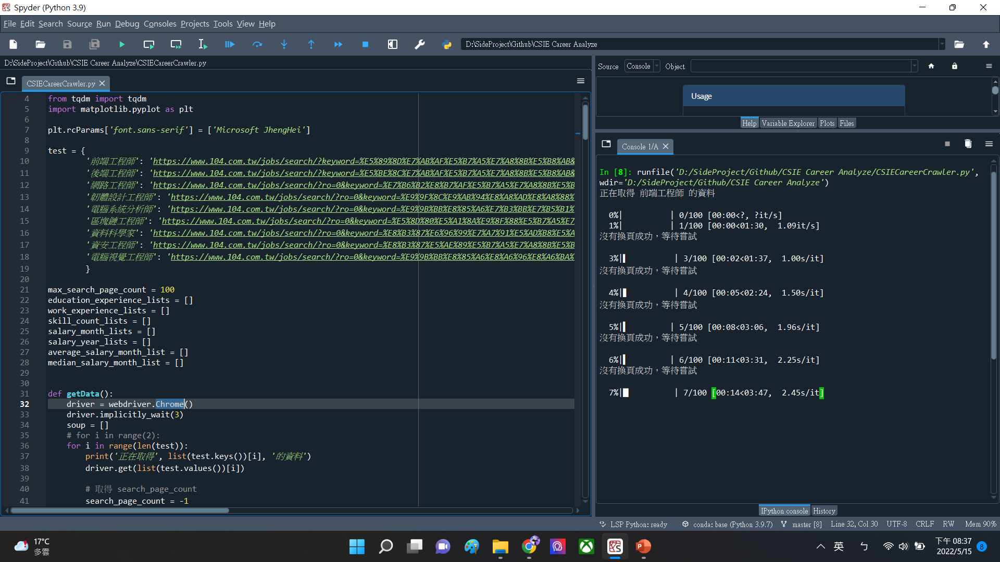 Spyder (Python 3.9)
File Edit Search Source Run Debug Consoles Projects Tools View Help
D:\SideProject\Github\CSIE Career Analyze
D:\SideProject\Github\CSIE Career Analyze\CSIECareerCrawler.py
CSIECareerCrawler.py
4 from tqdm import tqdm
5 import matplotlib.pyplot as plt
6
7 plt.rcParams['font.sans-serif'] = ['Microsoft JhengHei']
8
9 test = {
10 '前端工程師': 'https://www.104.com.tw/jobs/search/?keyword=%E5%89%8D%E7%AB%AF%E5%B7%A5%E7%A8%8B%E5%B8%AB&
11 '後端工程師': 'https://www.104.com.tw/jobs/search/?keyword=%E5%BE%8C%E7%AB%AF%E5%B7%A5%E7%A8%8B%E5%B8%AB&
12 '網路工程師': 'https://www.104.com.tw/jobs/search/?ro=0&keyword=%E7%B6%B2%E8%B7%AF%E5%B7%A5%E7%A8%8B%E5%B
13 '韌體設計工程師': 'https://www.104.com.tw/jobs/search/?ro=0&keyword=%E9%9F%8C%E9%AB%94%E8%A8%AD%E8%A8%88%
14 '電腦系統分析師': 'https://www.104.com.tw/jobs/search/?ro=0&keyword=%E9%9B%BB%E8%85%A6%E7%B3%BB%E7%B5%B1%
15 '區塊鏈工程師': 'https://www.104.com.tw/jobs/search/?ro=0&keyword=%E5%8D%80%E5%A1%8A%E9%8F%88%E5%B7%A5%E7
16 '資料科學家': 'https://www.104.com.tw/jobs/search/?ro=0&keyword=%E8%B3%87%E6%96%99%E7%A7%91%E5%AD%B8%E5%A
17 '資安工程師': 'https://www.104.com.tw/jobs/search/?ro=0&keyword=%E8%B3%87%E5%AE%89%E5%B7%A5%E7%A8%8B%E5%B
18 '電腦視覺工程師': 'https://www.104.com.tw/jobs/search/?ro=0&keyword=%E9%9B%BB%E8%85%A6%E8%A6%96%E8%A6%BA%
19 }
20
21 max_search_page_count = 100
22 education_experience_lists = []
23 work_experience_lists = []
24 skill_count_lists = []
25 salary_month_lists = []
26 salary_year_lists = []
27 average_salary_month_list = []
28 median_salary_month_list = []
29
30
31 def getData():
32 driver = webdriver.Chrome()
33 driver.implicitly_wait(3)
34 soup = []
35 # for i in range(2):
36 for i in range(len(test)):
37 print('正在取得', list(test.keys())[i], '的資料')
38 driver.get(list(test.values())[i])
39
40 # 取得 search_page_count
41 search_page_count = -1
Source Console Object
Usage
Help Variable Explorer Plots Files
Console 1/A
In [8]: runfile('D:/SideProject/Github/CSIE Career Analyze/CSIECareerCrawler.py',
wdir='D:/SideProject/Github/CSIE Career Analyze')
正在取得 前端工程師 的資料
0%| | 0/100 [00:00<?, ?it/s]
1%| | 1/100 [00:00<01:30, 1.09it/s]
沒有換頁成功，等待嘗試
3%| | 3/100 [00:02<01:37, 1.00s/it]
沒有換頁成功，等待嘗試
4%| | 4/100 [00:05<02:24, 1.50s/it]
沒有換頁成功，等待嘗試
5%| | 5/100 [00:08<03:06, 1.96s/it]
沒有換頁成功，等待嘗試
6%| | 6/100 [00:11<03:31, 2.25s/it]
沒有換頁成功，等待嘗試
7%| | 7/100 [00:14<03:47, 2.45s/it]
IPython console History
LSP Python: ready conda: base (Python 3.9.7) master [8] Line 32, Col 30 UTF-8 CRLF RW Mem 90%
17°C
多雲
英 ㄅ
下午 08:37
2022/5/15 8